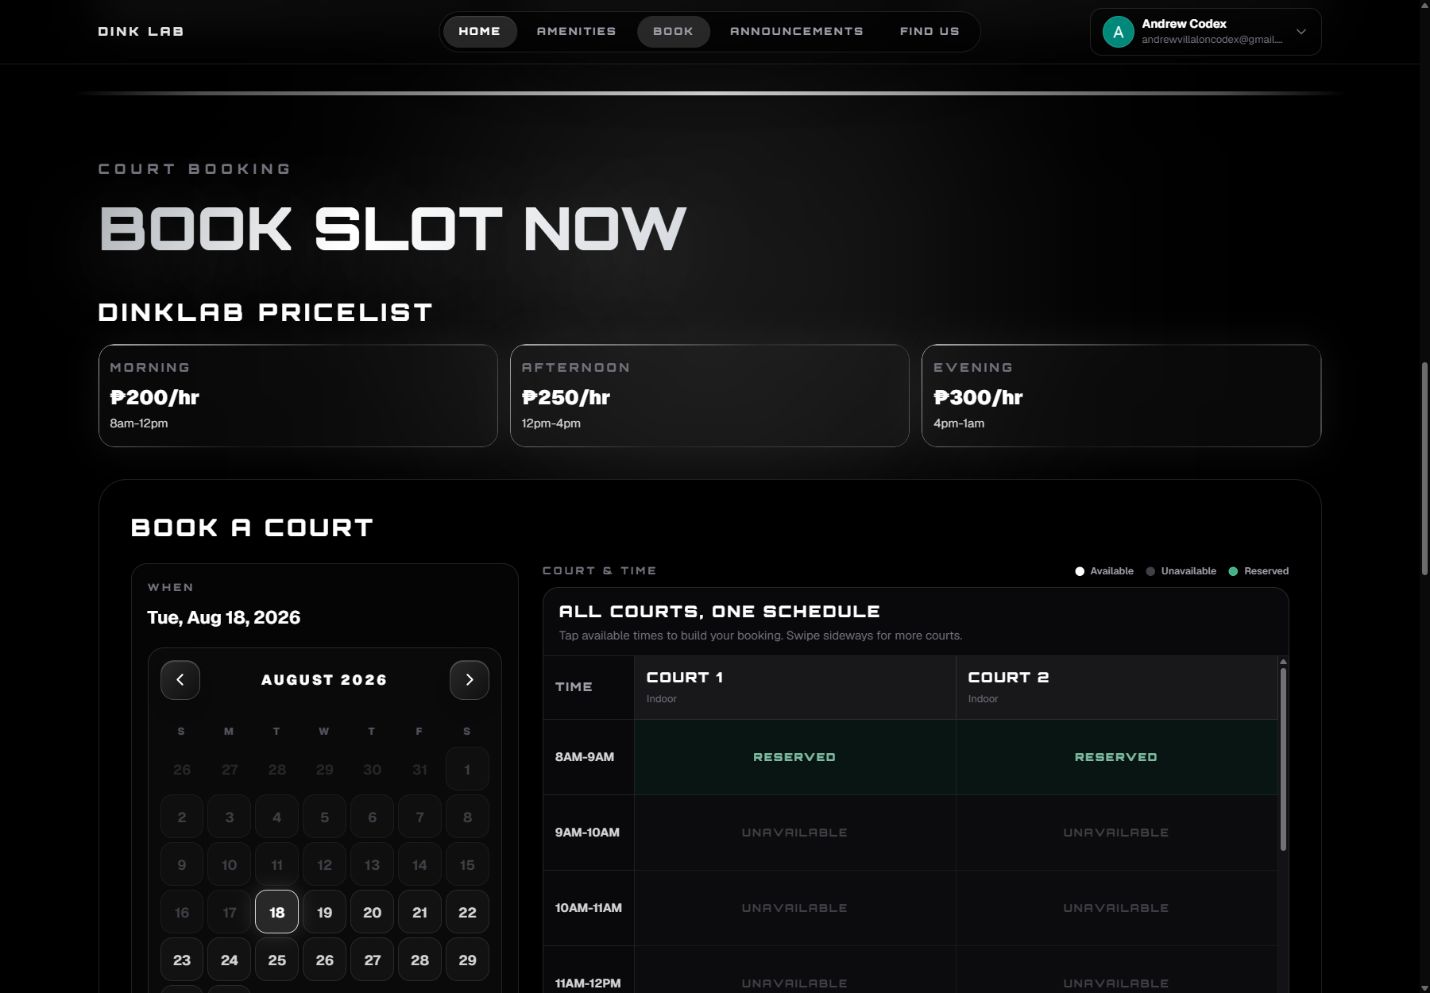 DINK LAB
HOME AMENITIES BOOK ANNOUNCEMENTS FIND US
A
Andrew Codex
andrewvillaloncodex@gmail....
COURT BOOKING
BOOK SLOT NOW
DINKLAB PRICELIST
MORNING
₱200/hr
8am-12pm
AFTERNOON
₱250/hr
12pm-4pm
EVENING
₱300/hr
4pm-1am
BOOK A COURT
WHEN
Tue, Aug 18, 2026
AUGUST 2026
S M T W T F S
26 27 28 29 30 31 1
2 3 4 5 6 7 8
9 10 11 12 13 14 15
16 17 18 19 20 21 22
23 24 25 26 27 28 29
COURT & TIME
Available Unavailable Reserved
ALL COURTS, ONE SCHEDULE
Tap available times to build your booking. Swipe sideways for more courts.
TIME
COURT 1
Indoor
COURT 2
Indoor
8AM-9AM RESERVED RESERVED
9AM-10AM UNAVAILABLE UNAVAILABLE
10AM-11AM UNAVAILABLE UNAVAILABLE
11AM-12PM UNAVAILABLE UNAVAILABLE